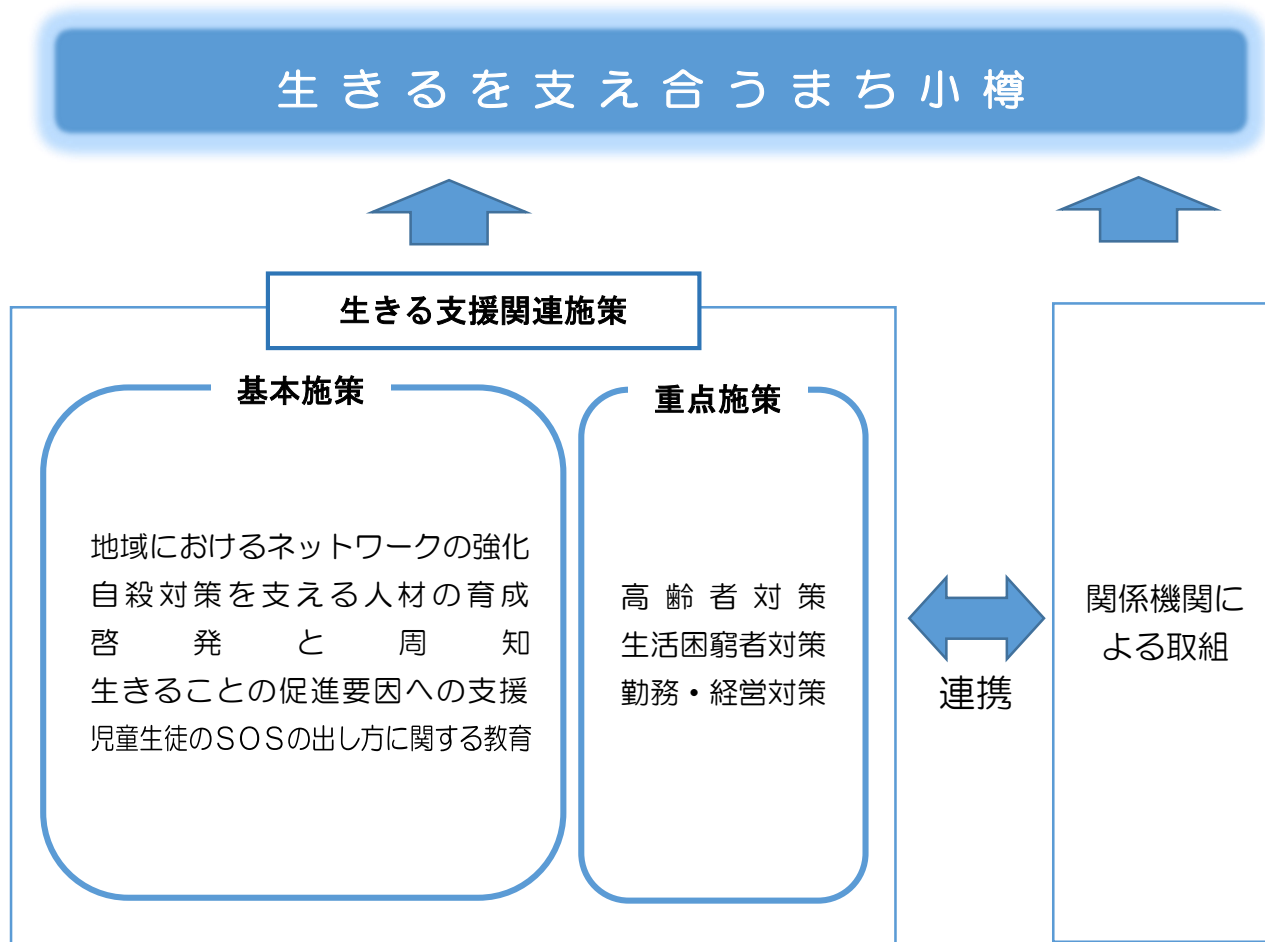 生きるを支え合うまち小樽
生きる支援関連施策
基本施策
地域におけるネットワークの強化
自殺対策を支える人材の育成
啓発と周知
生きることの促進要因への支援
児童生徒のSOSの出し方に関する教育
重点施策
高齢者対策
生活困窮者対策
勤務・経営対策
連携
関係機関に
よる取組